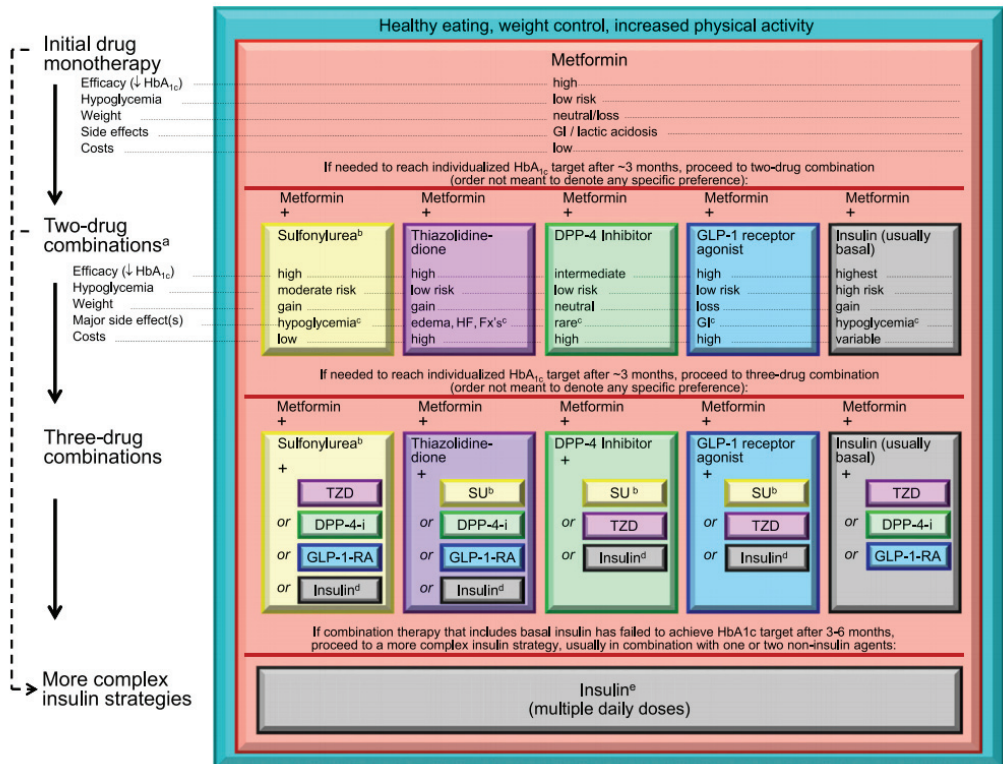 Healthy eating, weight control, increased physical activity
Initial drug
monotherapy
Metformin
Efficacy (↓ HbA1c) high
Hypoglycemia low risk
Weight neutral/loss
Side effects GI / lactic acidosis
Costs low
If needed to reach individualized HbA1c target after ~3 months, proceed to two-drug combination
(order not meant to denote any specific preference):
Two-drug
combinationsa
Metformin Metformin Metformin Metformin Metformin
+ + + + +
Sulfonylureab Thiazolidine- DPP-4 Inhibitor GLP-1 receptor Insulin (usually
dione agonist basal)
Efficacy (↓ HbA1c) high high intermediate high highest
Hypoglycemia moderate risk low risk low risk low risk high risk
Weight gain gain neutral loss gain
Major side effect(s) hypoglycemiac edema, HF, Fx'sc rarec GIc hypoglycemiac
Costs low high high high variable
If needed to reach individualized HbA1c target after ~3 months, proceed to three-drug combination
(order not meant to denote any specific preference):
Three-drug
combinations
Metformin Metformin Metformin Metformin Metformin
+ + + + +
Sulfonylureab Thiazolidine- DPP-4 Inhibitor GLP-1 receptor Insulin (usually
dione agonist basal)
+ + + + +
TZD SUb SUb SUb TZD
or DPP-4-i or DPP-4-i or TZD or TZD or DPP-4-i
or GLP-1-RA or GLP-1-RA or Insulind or Insulind or GLP-1-RA
or Insulind or Insulind
If combination therapy that includes basal insulin has failed to achieve HbA1c target after 3-6 months,
proceed to a more complex insulin strategy, usually in combination with one or two non-insulin agents:
More complex
insulin strategies
Insuline
(multiple daily doses)